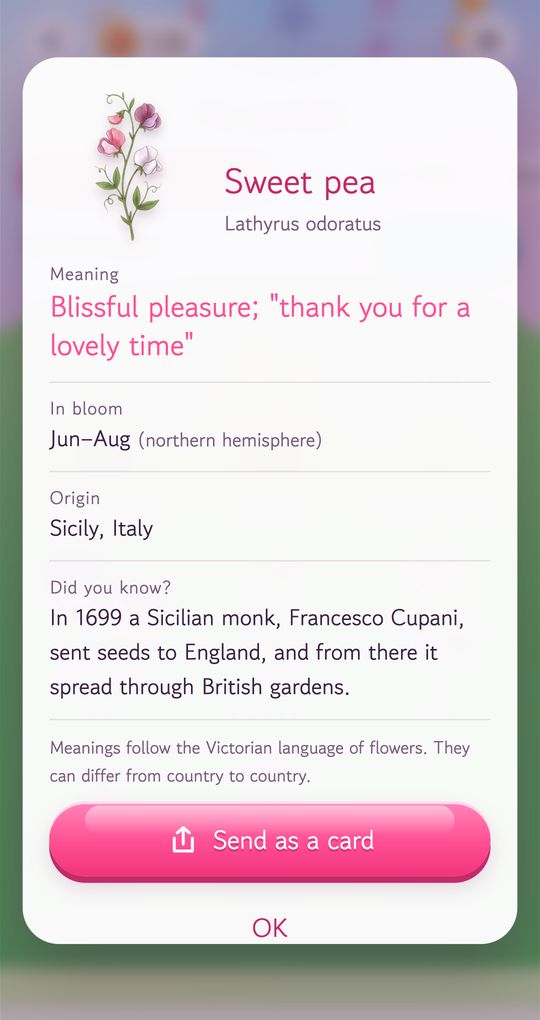 Sweet pea
Lathyrus odoratus
Meaning
Blissful pleasure; "thank you for a
lovely time"
In bloom
Jun–Aug (northern hemisphere)
Origin
Sicily, Italy
Did you know?
In 1699 a Sicilian monk, Francesco Cupani,
sent seeds to England, and from there it
spread through British gardens.
Meanings follow the Victorian language of flowers. They
can differ from country to country.
Send as a card
OK